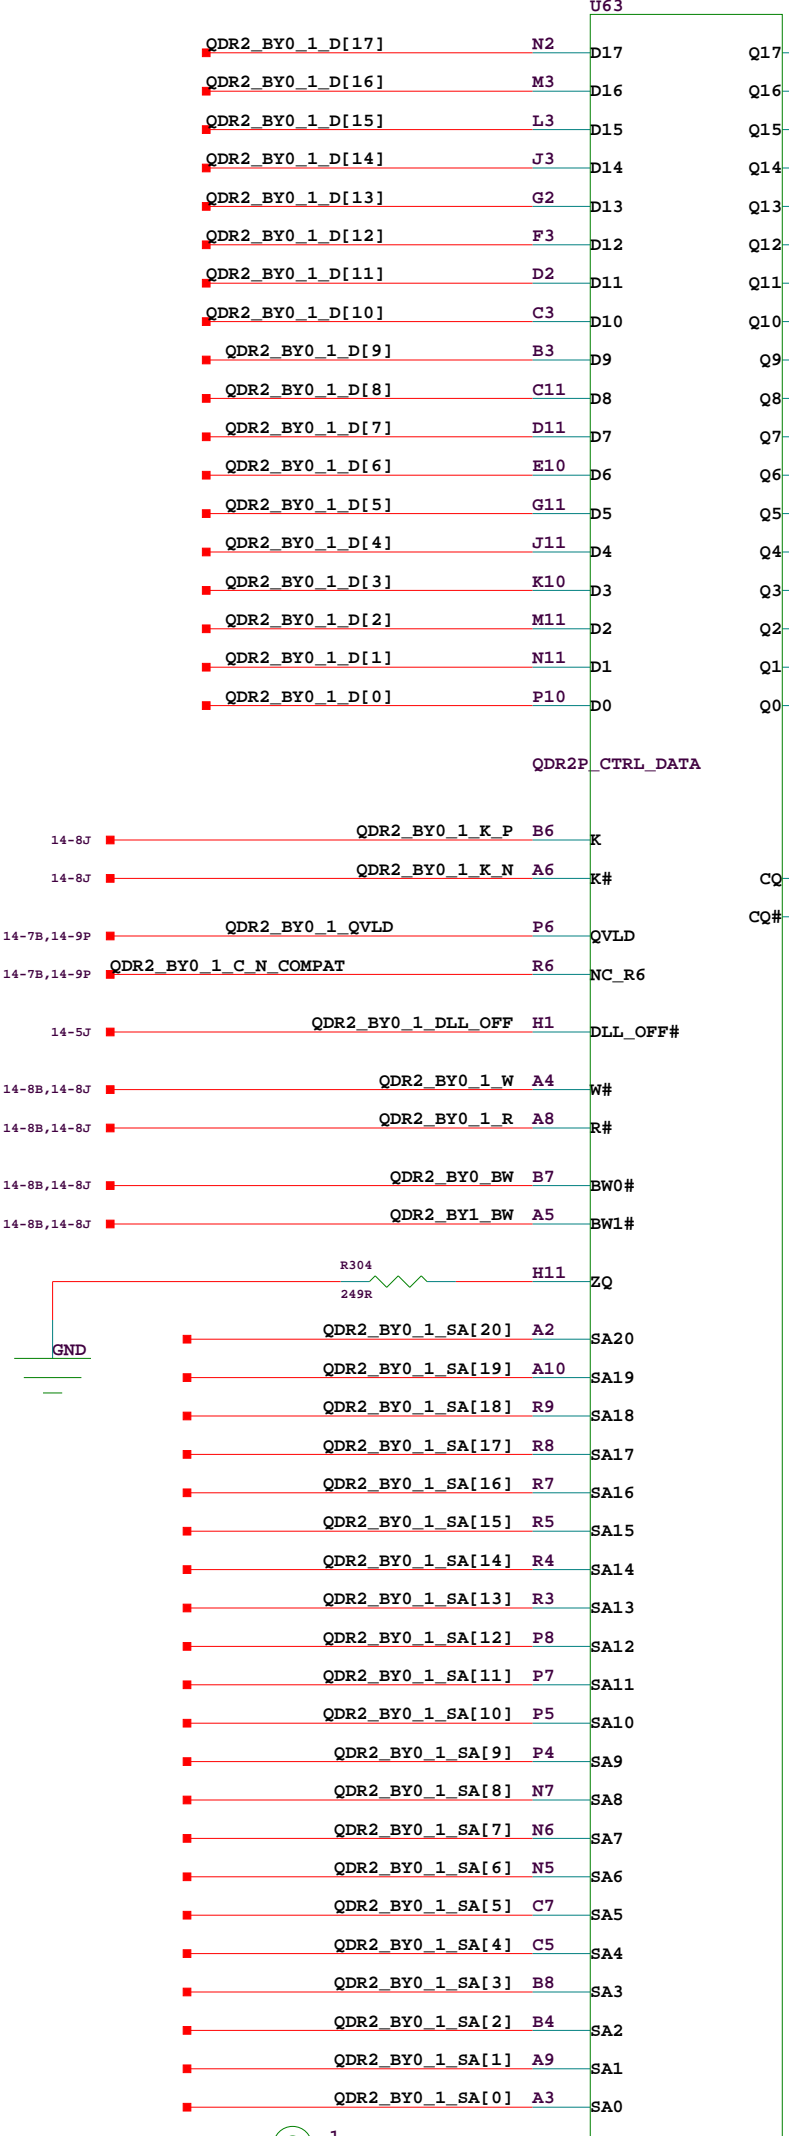 U63
QDR2_BY0_1_D[17] N2 D17 Q17
QDR2_BY0_1_D[16] M3 D16 Q16
QDR2_BY0_1_D[15] L3 D15 Q15
QDR2_BY0_1_D[14] J3 D14 Q14
QDR2_BY0_1_D[13] G2 D13 Q13
QDR2_BY0_1_D[12] F3 D12 Q12
QDR2_BY0_1_D[11] D2 D11 Q11
QDR2_BY0_1_D[10] C3 D10 Q10
QDR2_BY0_1_D[9] B3 D9 Q9
QDR2_BY0_1_D[8] C11 D8 Q8
QDR2_BY0_1_D[7] D11 D7 Q7
QDR2_BY0_1_D[6] E10 D6 Q6
QDR2_BY0_1_D[5] G11 D5 Q5
QDR2_BY0_1_D[4] J11 D4 Q4
QDR2_BY0_1_D[3] K10 D3 Q3
QDR2_BY0_1_D[2] M11 D2 Q2
QDR2_BY0_1_D[1] N11 D1 Q1
QDR2_BY0_1_D[0] P10 D0 Q0
QDR2P_CTRL_DATA
14-8J QDR2_BY0_1_K_P B6 K
14-8J QDR2_BY0_1_K_N A6 K# CQ
CQ#
14-7B,14-9P QDR2_BY0_1_QVLD P6 QVLD
14-7B,14-9P QDR2_BY0_1_C_N_COMPAT R6 NC_R6
14-5J QDR2_BY0_1_DLL_OFF H1 DLL_OFF#
14-8B,14-8J QDR2_BY0_1_W A4 W#
14-8B,14-8J QDR2_BY0_1_R A8 R#
14-8B,14-8J QDR2_BY0_BW B7 BW0#
14-8B,14-8J QDR2_BY1_BW A5 BW1#
R304 H11 ZQ
249R
GND
QDR2_BY0_1_SA[20] A2 SA20
QDR2_BY0_1_SA[19] A10 SA19
QDR2_BY0_1_SA[18] R9 SA18
QDR2_BY0_1_SA[17] R8 SA17
QDR2_BY0_1_SA[16] R7 SA16
QDR2_BY0_1_SA[15] R5 SA15
QDR2_BY0_1_SA[14] R4 SA14
QDR2_BY0_1_SA[13] R3 SA13
QDR2_BY0_1_SA[12] P8 SA12
QDR2_BY0_1_SA[11] P7 SA11
QDR2_BY0_1_SA[10] P5 SA10
QDR2_BY0_1_SA[9] P4 SA9
QDR2_BY0_1_SA[8] N7 SA8
QDR2_BY0_1_SA[7] N6 SA7
QDR2_BY0_1_SA[6] N5 SA6
QDR2_BY0_1_SA[5] C7 SA5
QDR2_BY0_1_SA[4] C5 SA4
QDR2_BY0_1_SA[3] B8 SA3
QDR2_BY0_1_SA[2] B4 SA2
QDR2_BY0_1_SA[1] A9 SA1
QDR2_BY0_1_SA[0] A3 SA0